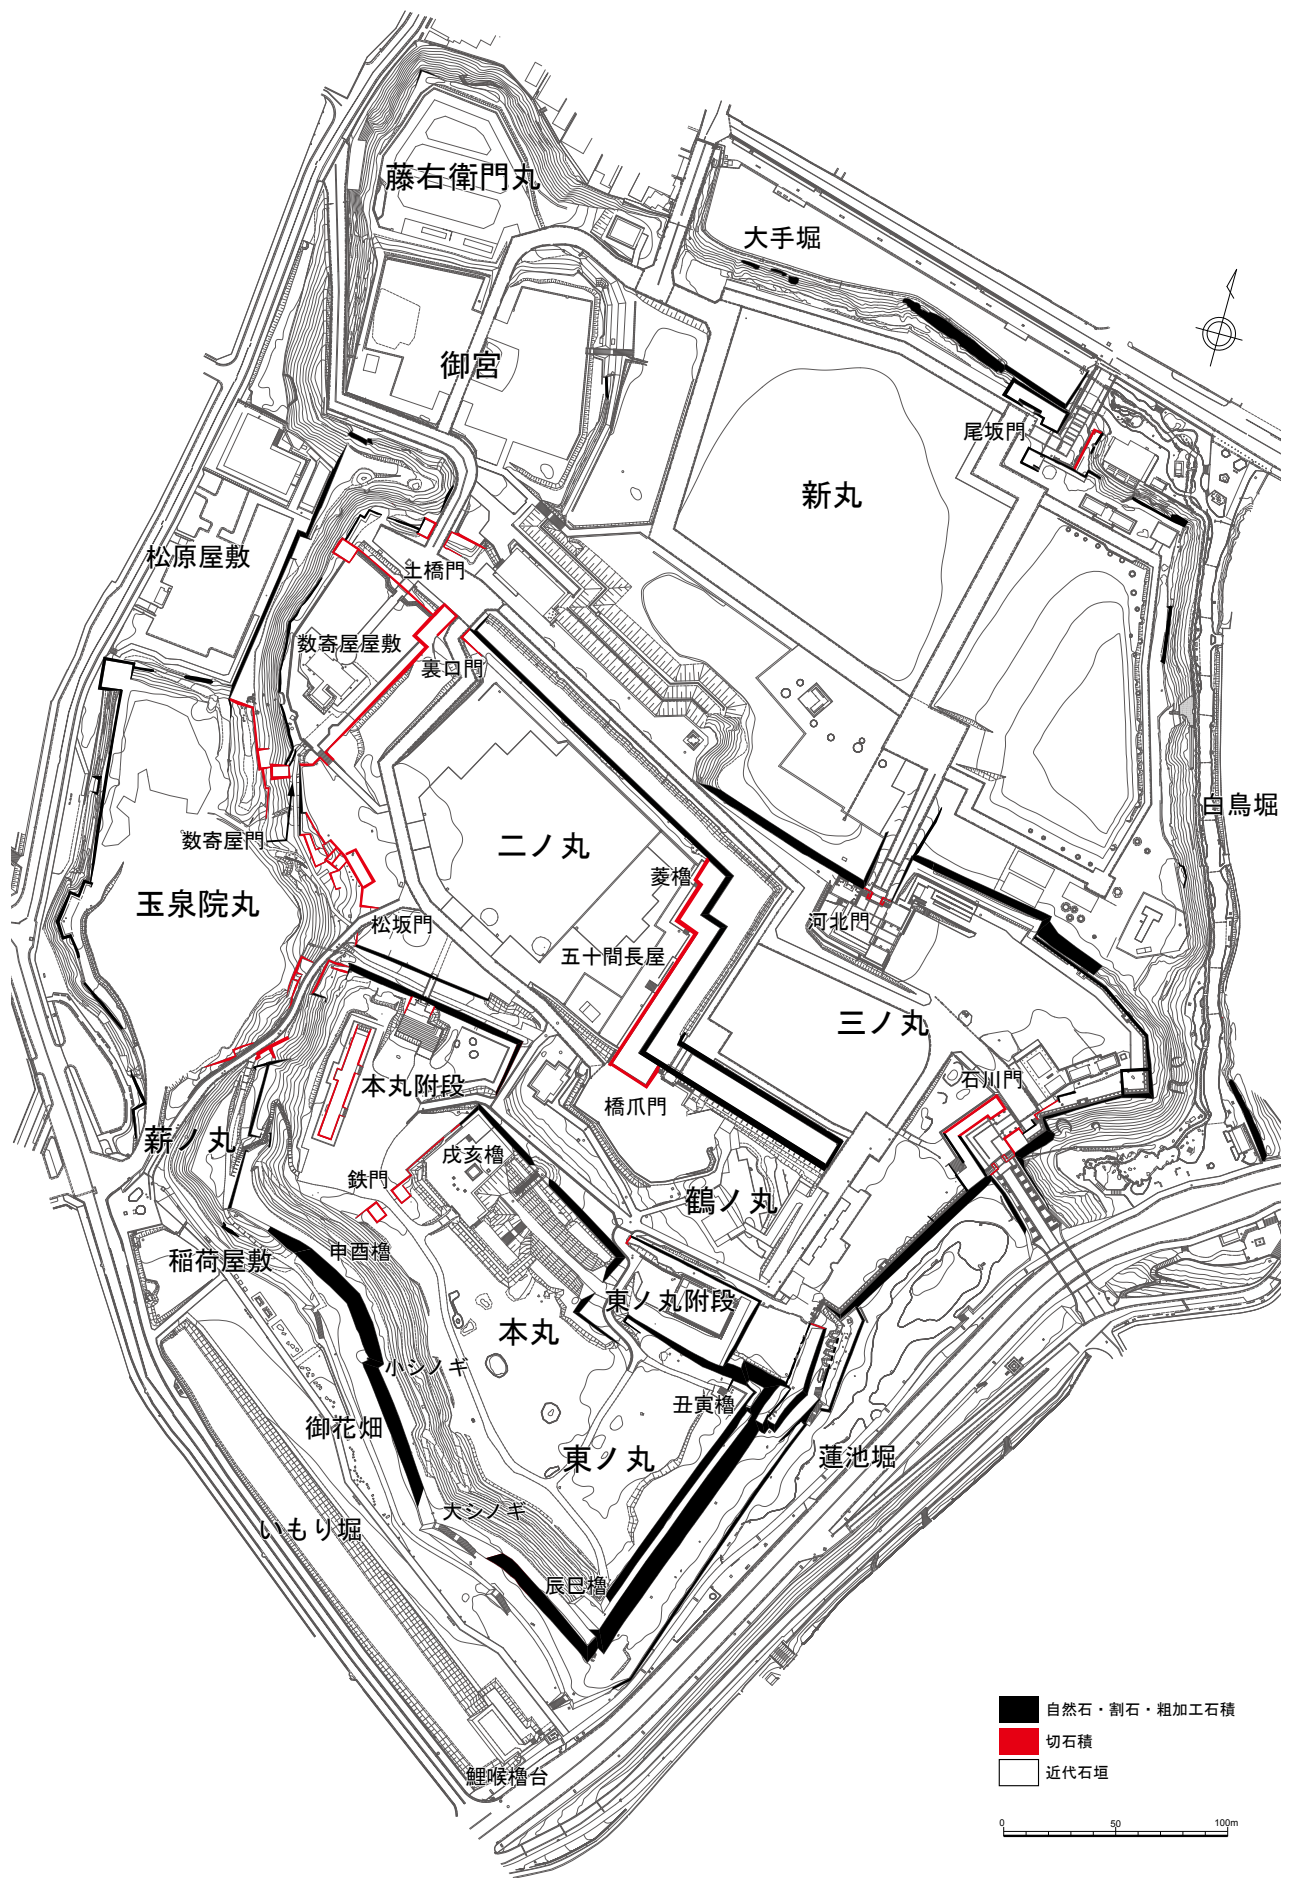 藤右衛門丸
大手堀
御宮
尾坂門
新丸
松原屋敷
土橋門
数寄屋屋敷
裏口門
白鳥堀
数寄屋門
二ノ丸
菱櫓
玉泉院丸
松坂門
河北門
五十間長屋
三ノ丸
本丸附段
石川門
橋爪門
薪ノ丸
戌亥櫓
鉄門
鶴ノ丸
申酉櫓
稲荷屋敷
東ノ丸附段
本丸
小シノギ
丑寅櫓
御花畑
東ノ丸
蓮池堀
大シノギ
いもり堀
辰巳櫓
鯉喉櫓台
自然石・割石・粗加工石積
切石積
近代石垣
0 50 100m